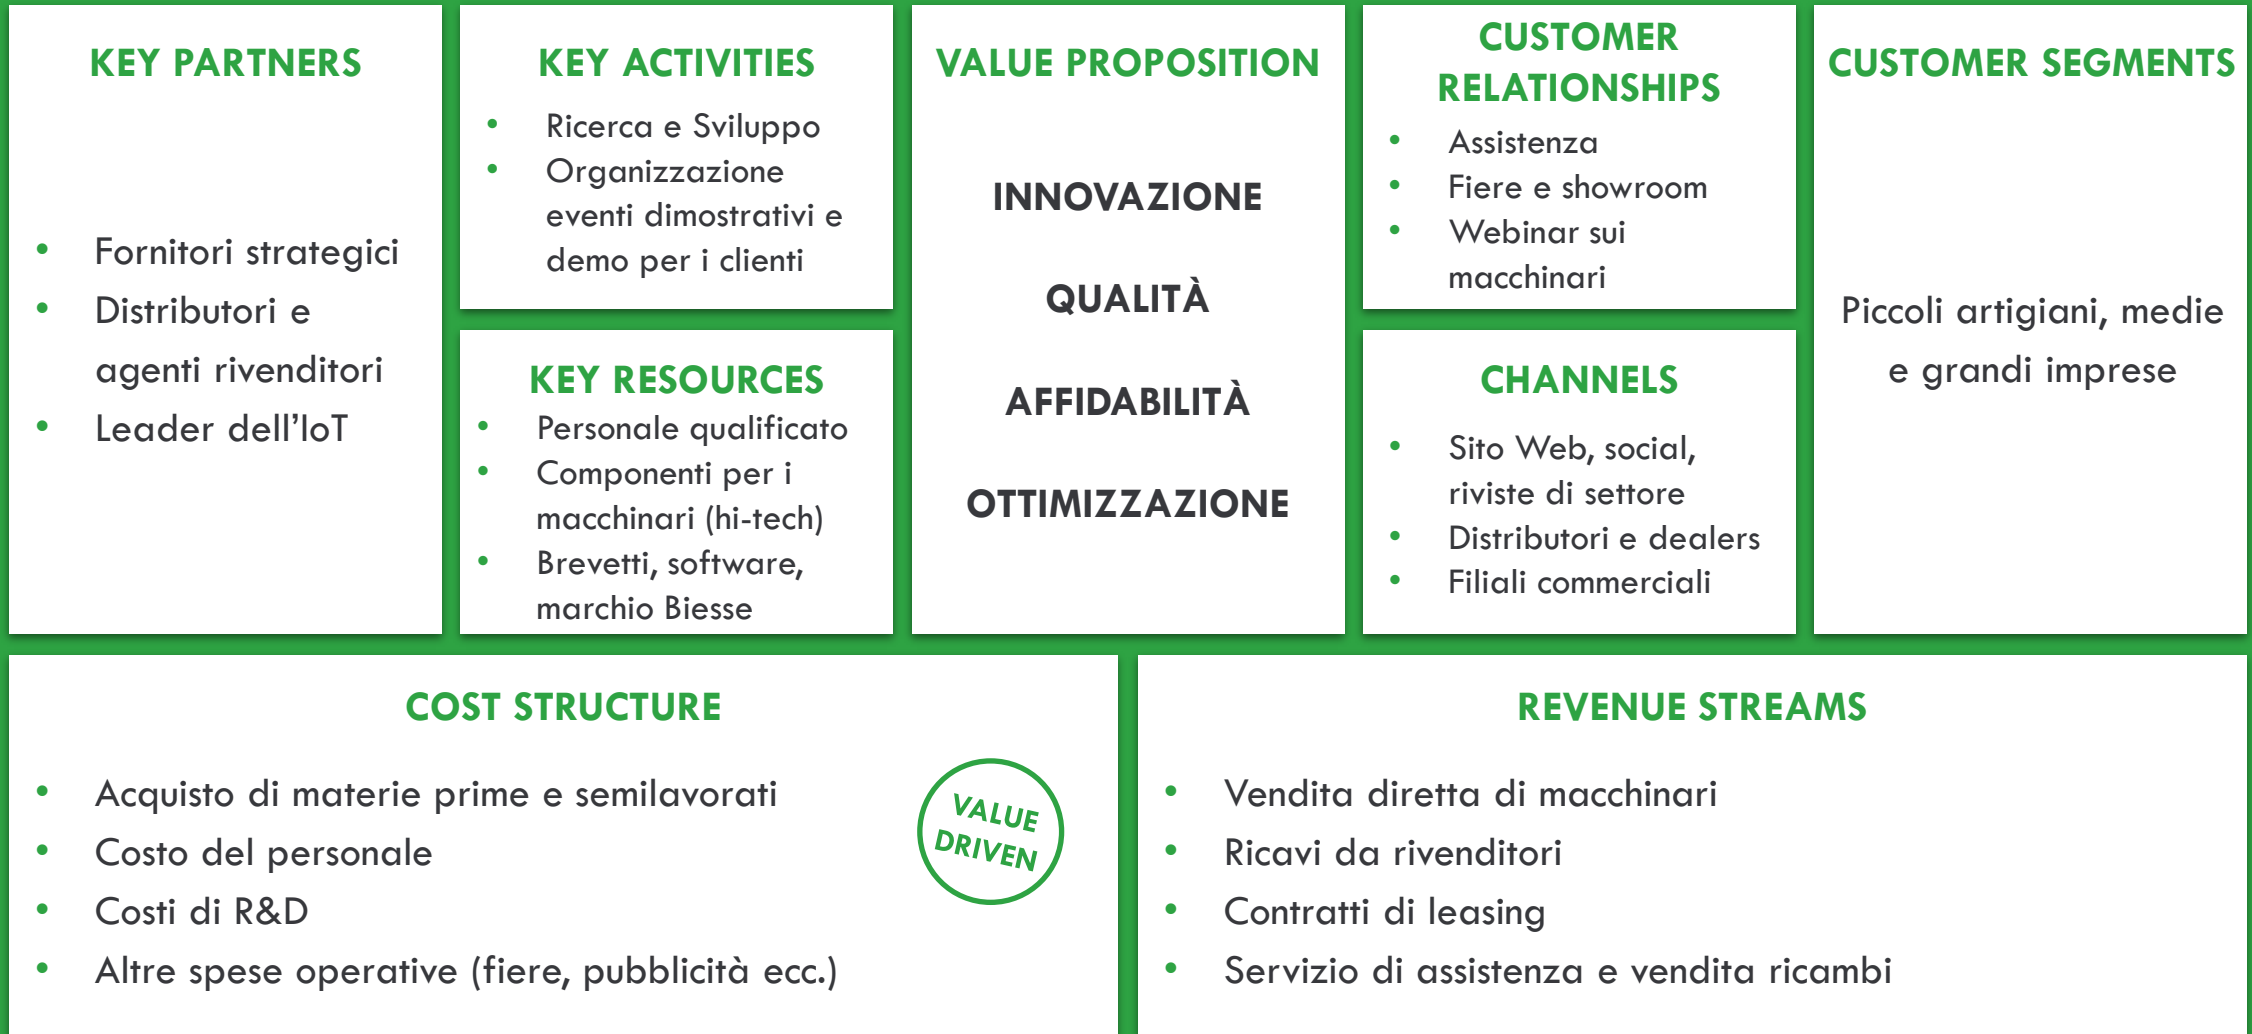 KEY PARTNERS
• Fornitori strategici
• Distributori e
agenti rivenditori
• Leader dell'IoT
KEY ACTIVITIES
• Ricerca e Sviluppo
• Organizzazione
eventi dimostrativi e
demo per i clienti
KEY RESOURCES
• Personale qualificato
• Componenti per i
macchinari (hi-tech)
• Brevetti, software,
marchio Biesse
VALUE PROPOSITION
INNOVAZIONE
QUALITÀ
AFFIDABILITÀ
OTTIMIZZAZIONE
CUSTOMER
RELATIONSHIPS
• Assistenza
• Fiere e showroom
• Webinar sui
macchinari
CHANNELS
• Sito Web, social,
riviste di settore
• Distributori e dealers
• Filiali commerciali
CUSTOMER SEGMENTS
Piccoli artigiani, medie
e grandi imprese
COST STRUCTURE
• Acquisto di materie prime e semilavorati
• Costo del personale
• Costi di R&D
• Altre spese operative (fiere, pubblicità ecc.)
VALUE
DRIVEN
REVENUE STREAMS
• Vendita diretta di macchinari
• Ricavi da rivenditori
• Contratti di leasing
• Servizio di assistenza e vendita ricambi